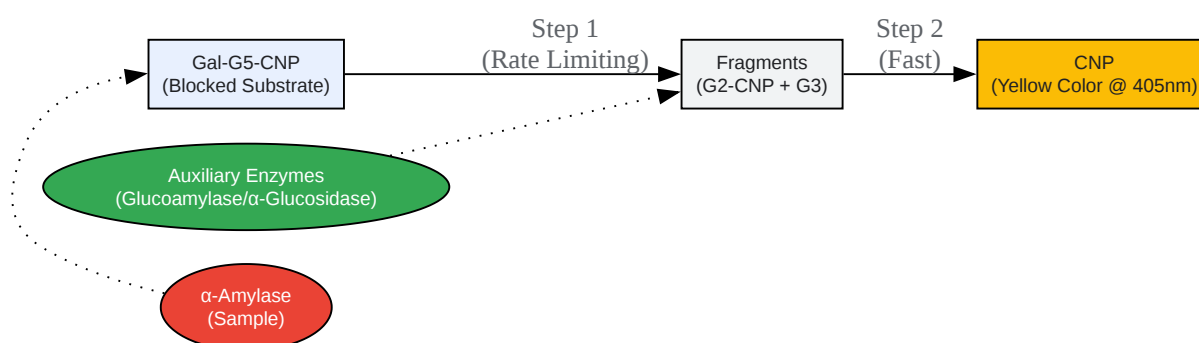 Step 1
(Rate Limiting)
Step 2
(Fast)
Gal-G5-CNP
(Blocked Substrate)
Fragments
(G2-CNP + G3)
CNP
(Yellow Color @ 405nm)
Auxiliary Enzymes
(Glucoamylase/α-Glucosidase)
α-Amylase
(Sample)